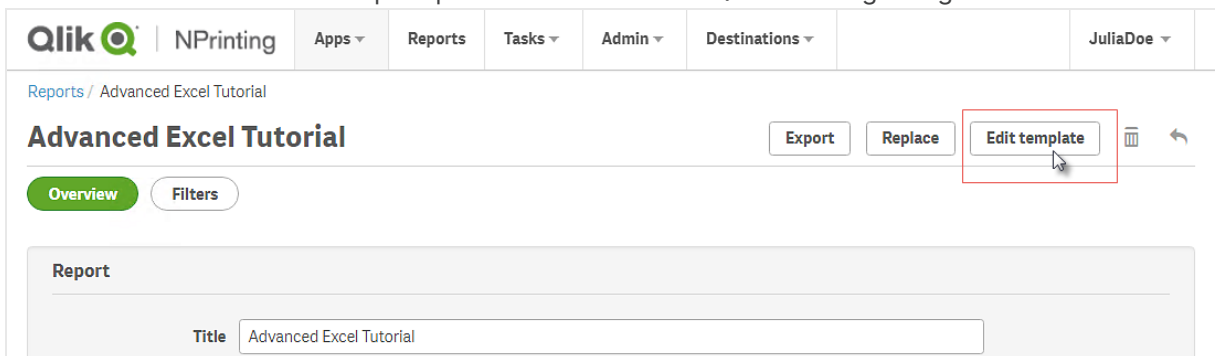 Qlik Q NPrinting Apps Reports Tasks Admin Destinations JuliaDoe
Reports / Advanced Excel Tutorial
Advanced Excel Tutorial Export Replace Edit template
Overview Filters
Report
Title Advanced Excel Tutorial